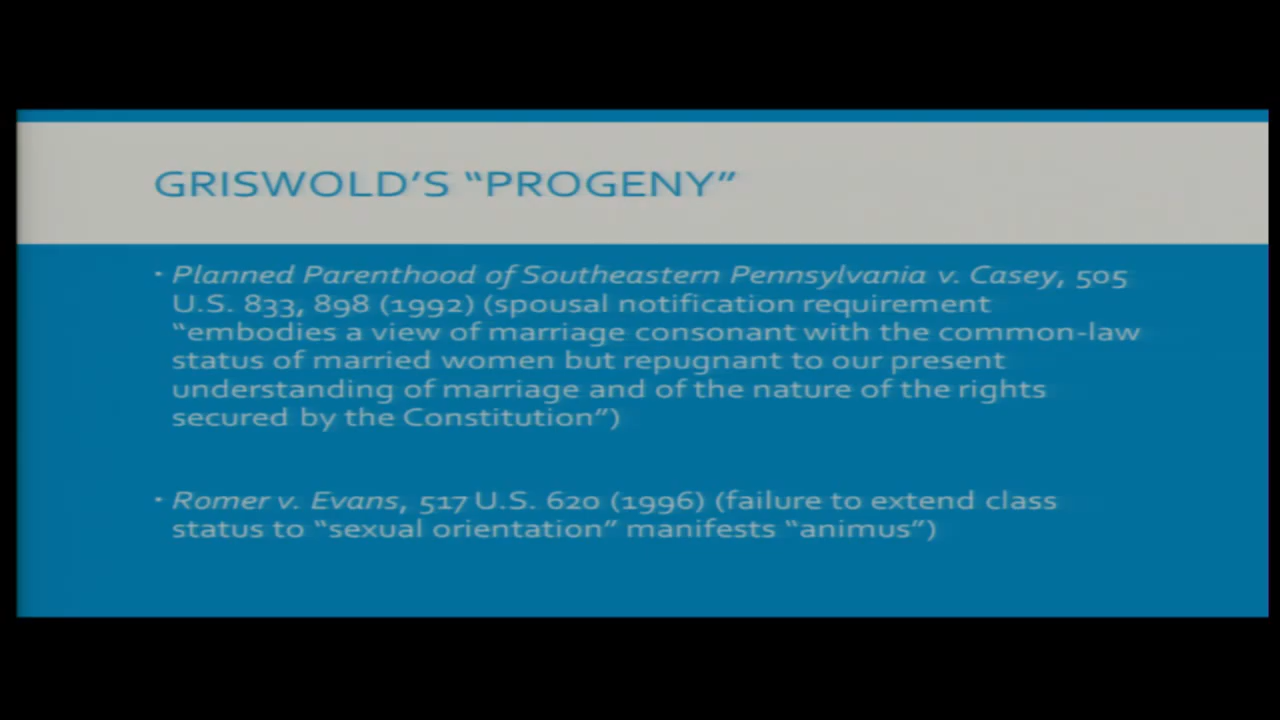 GRISWOLD'S “PROGENY”
· Planned Parenthood of Southeastern Pennsylvania v. Casey, 505
U.S. 833, 898 (1992) (spousal notification requirement
“embodies a view of marriage consonant with the common-law
status of married women but repugnant to our present
understanding of marriage and of the nature of the rights
secured by the Constitution”)
· Romer v. Evans, 517 U.S. 620 (1996) (failure to extend class
status to “sexual orientation” manifests “animus”)